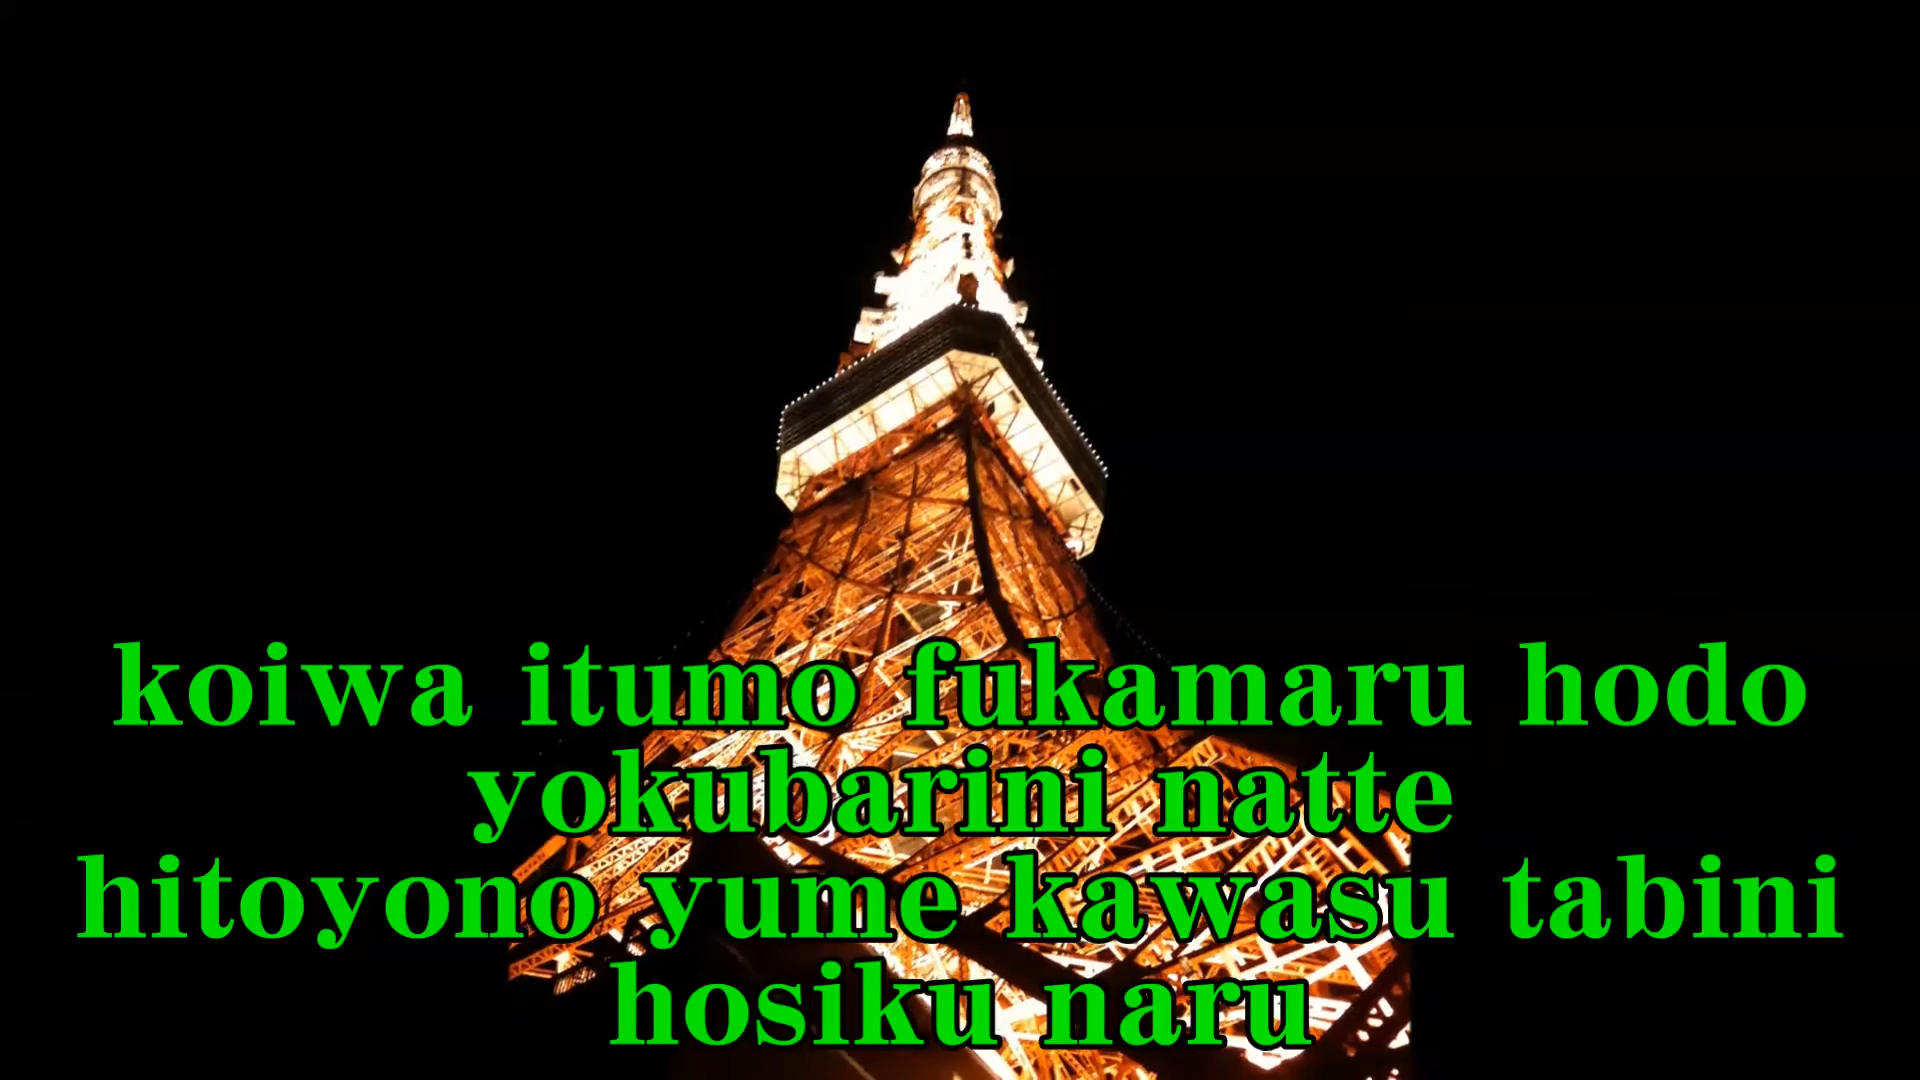 koiwa itumo fukamaru hodo
yokubarini natte
hitoyono yume kawasu tabini
hosiku naru